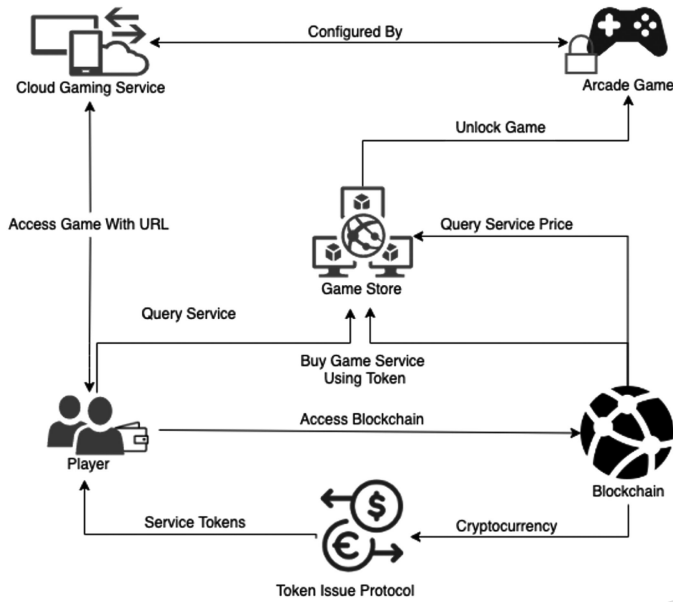 Configured By
Cloud Gaming Service
Arcade Game
Unlock Game
Access Game With URL
Query Service Price
Game Store
Query Service
Buy Game Service
Using Token
Access Blockchain
Player
Blockchain
$
Service Tokens
Cryptocurrency
€
Token Issue Protocol